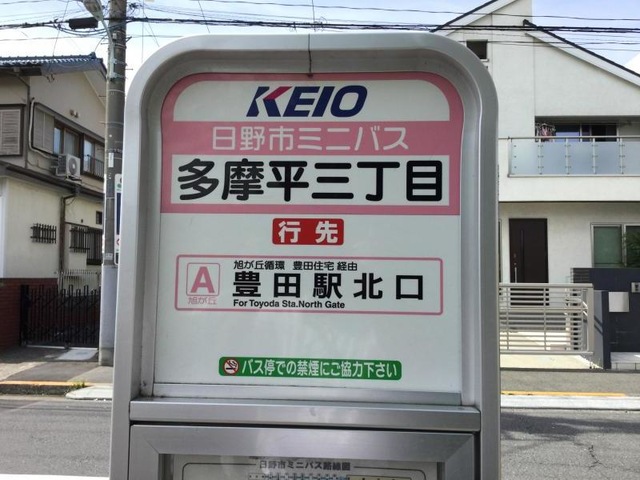 KEIO
日野市ミニバス
多摩平三丁目
行先
A
旭が丘
旭が丘循環 豊田住宅 経由
豊田駅北口
For Toyoda Sta.North Gate
バス停での禁煙にご協力下さい
日野市ミニバス路線図